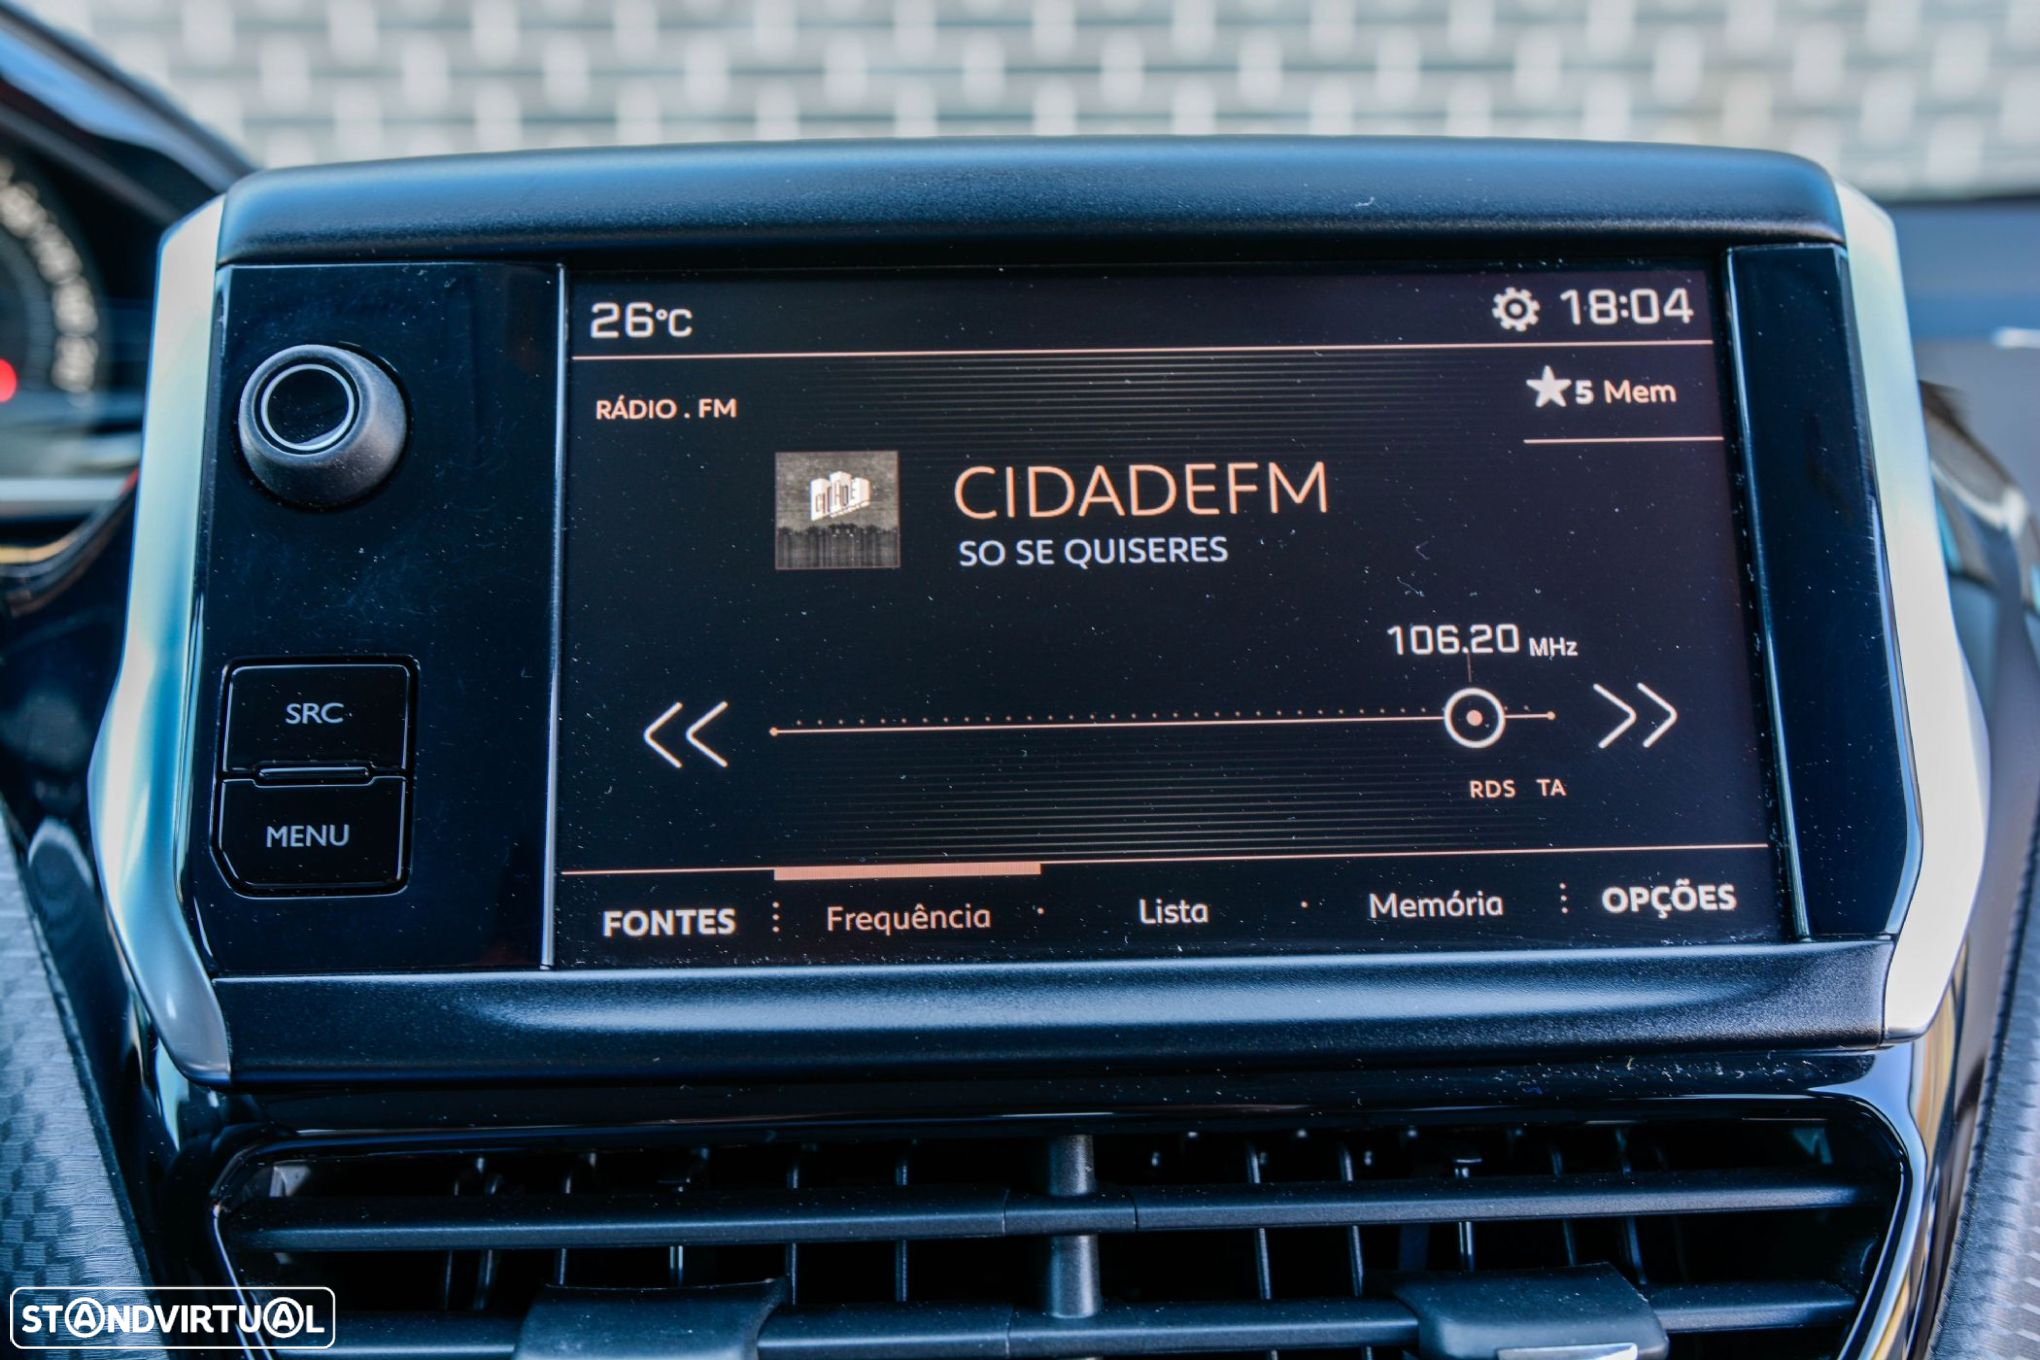 26°C
18:04
RÁDIO . FM
5 Mem
CIDADE
CIDADEFM
SO SE QUISERES
106.20 MHz
SRC
MENU
RDS TA
FONTES Frequência Lista Memória OPÇÕES
STANDVIRTUAL